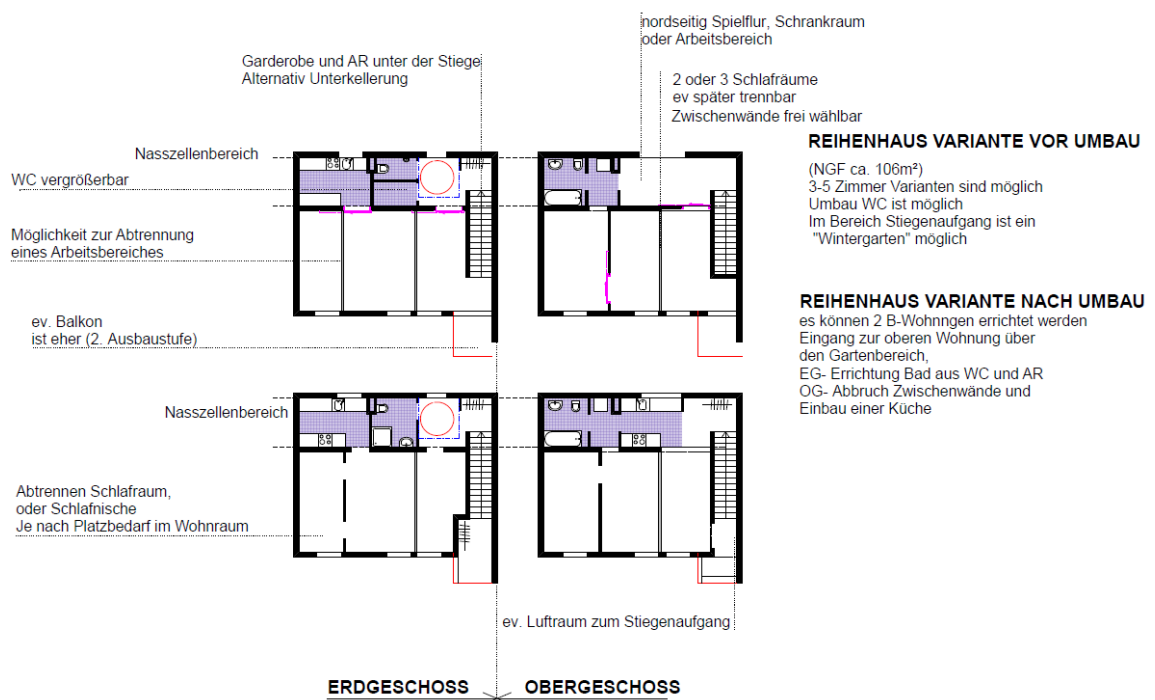 nordseitig Spielflur, Schrankraum
oder Arbeitsbereich
Garderobe und AR unter der Stiege
Alternativ Unterkellerung
2 oder 3 Schlafräume
ev später trennbar
Zwischenwände frei wählbar
Nasszellenbereich
WC vergrößerbar
Möglichkeit zur Abtrennung
eines Arbeitsbereiches
ev. Balkon
ist eher (2. Ausbaustufe)
REIHENHAUS VARIANTE VOR UMBAU
(NGF ca. 106m²)
3-5 Zimmer Varianten sind möglich
Umbau WC ist möglich
Im Bereich Stiegenaufgang ist ein
"Wintergarten" möglich
REIHENHAUS VARIANTE NACH UMBAU
es können 2 B-Wohnngen errichtet werden
Eingang zur oberen Wohnung über
den Gartenbereich,
EG- Errichtung Bad aus WC und AR
OG- Abbruch Zwischenwände und
Einbau einer Küche
Nasszellenbereich
Abtrennen Schlafraum,
oder Schlafnische
Je nach Platzbedarf im Wohnraum
ev. Luftraum zum Stiegenaufgang
ERDGESCHOSS
OBERGESCHOSS